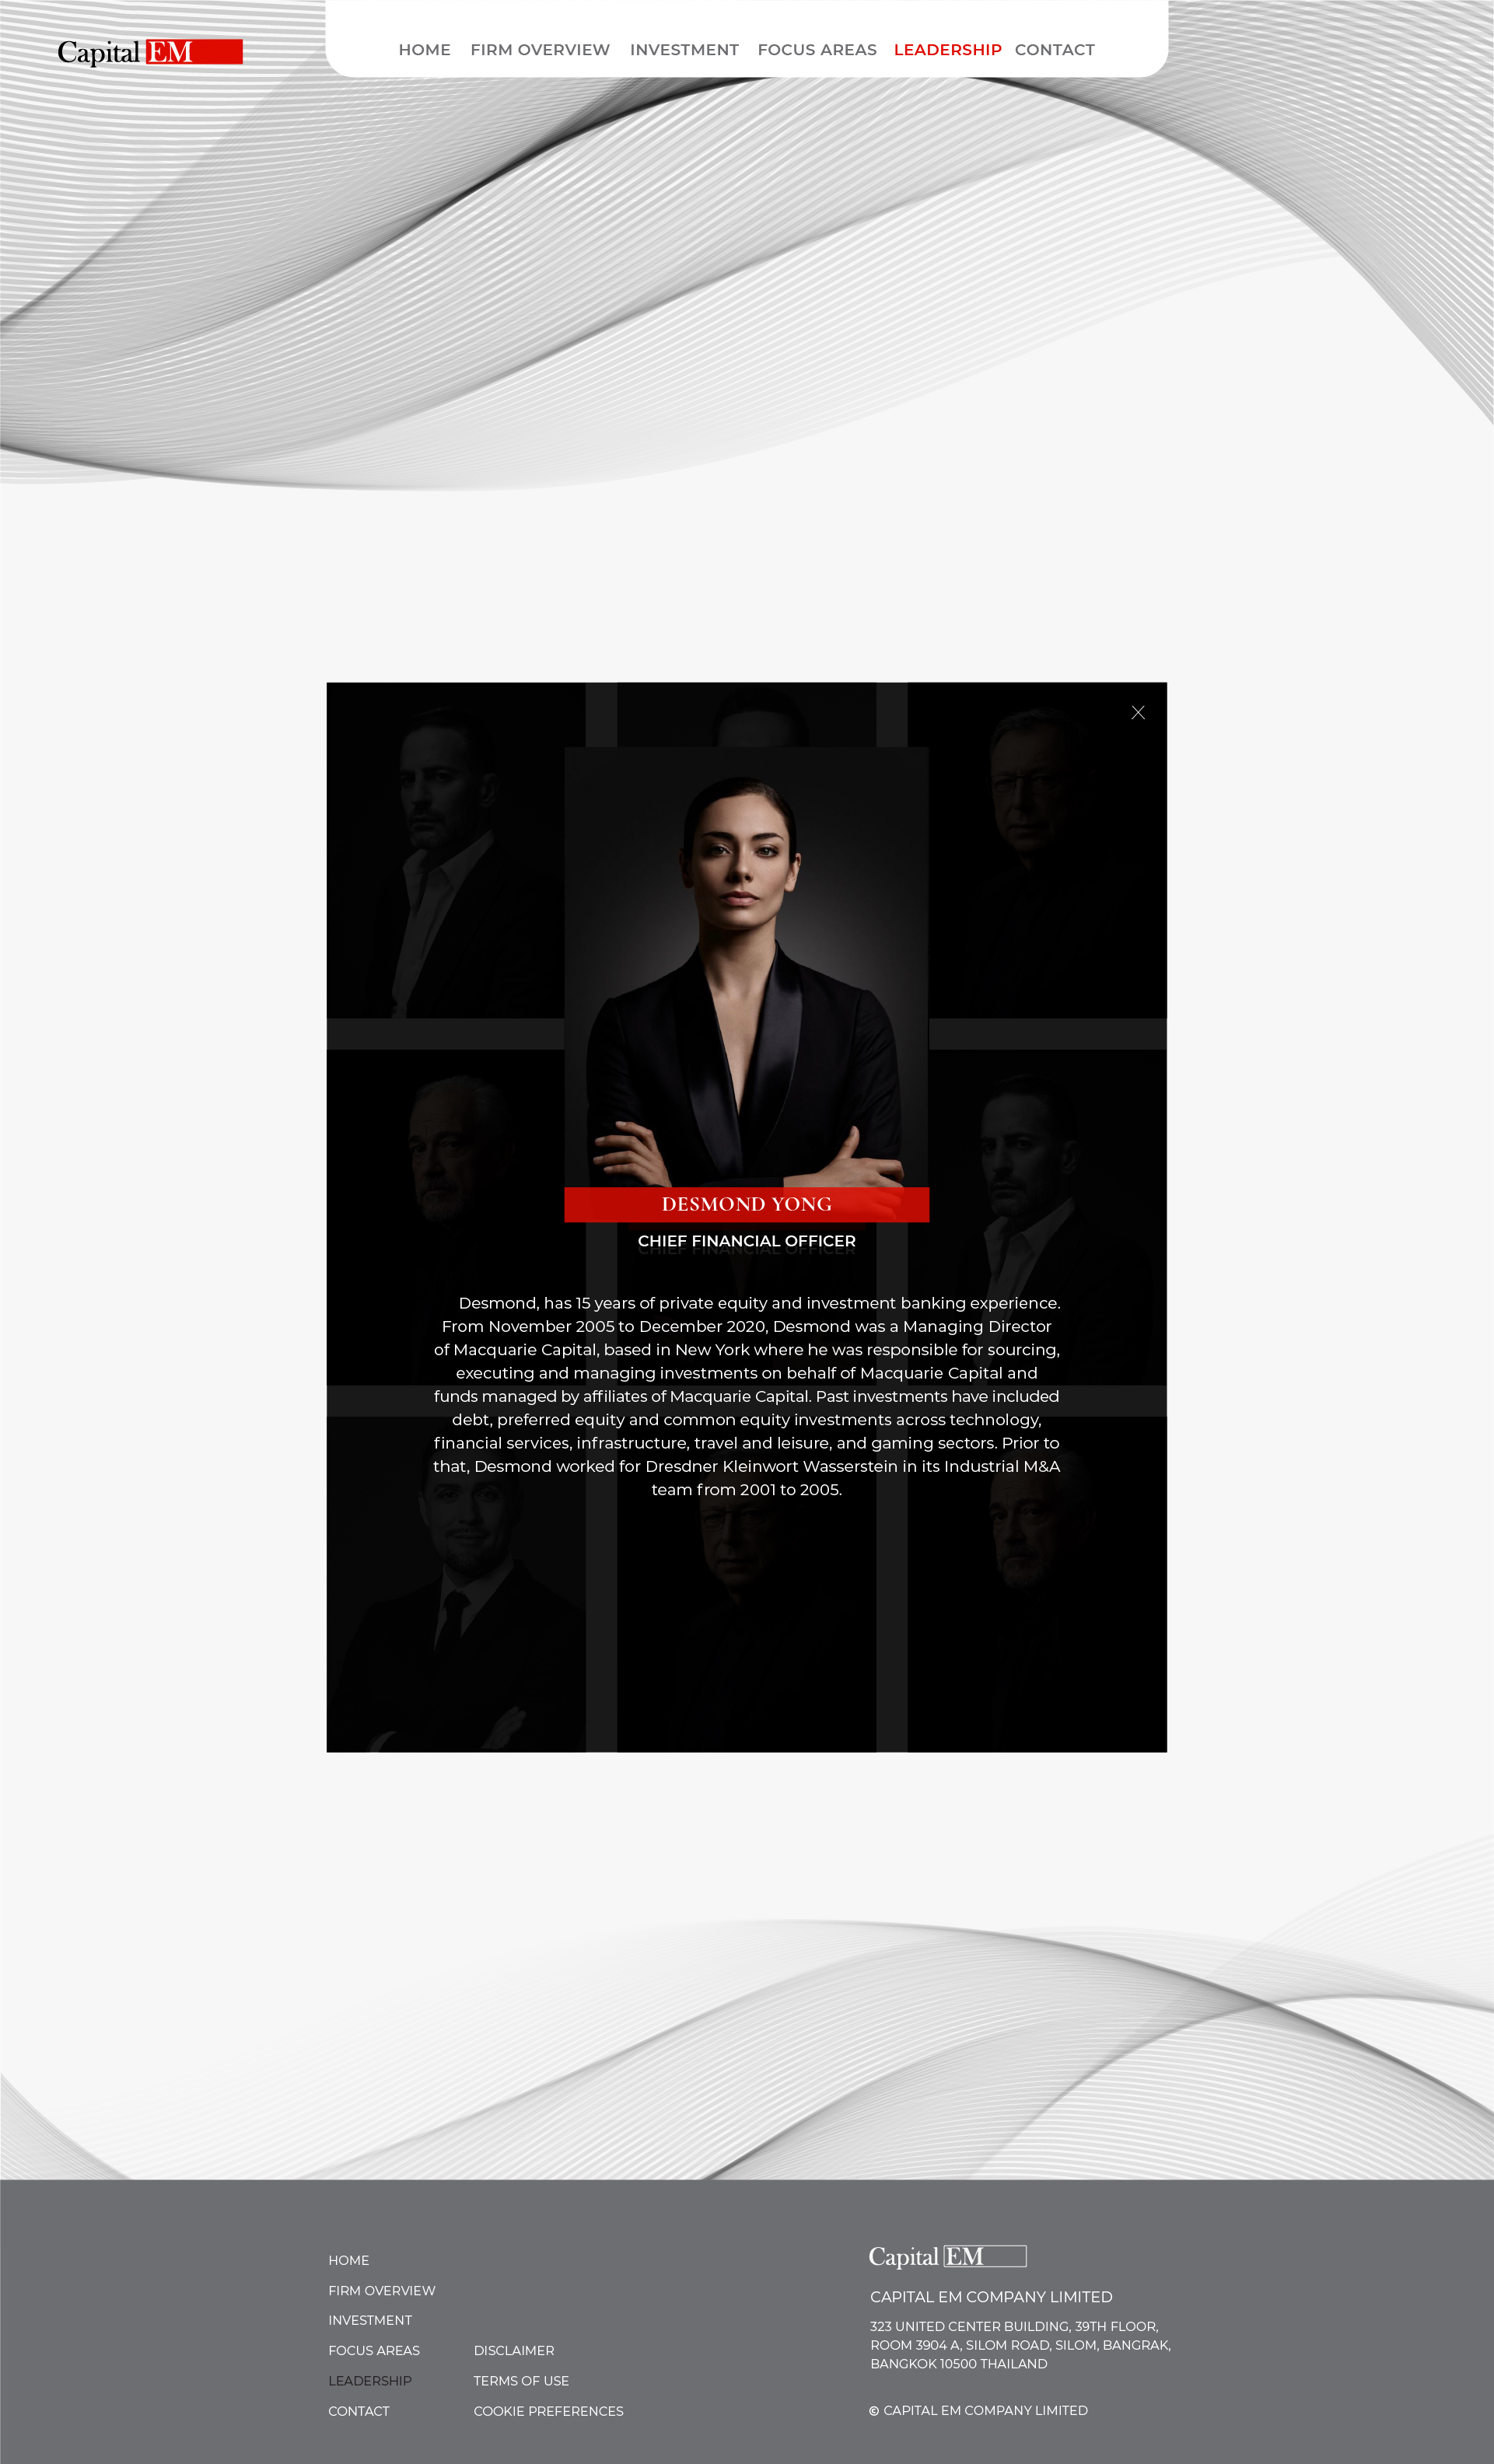 Capital EM
HOME FIRM OVERVIEW INVESTMENT FOCUS AREAS LEADERSHIP CONTACT
X
DESMOND YONG
CHIEF FINANCIAL OFFICER
Desmond, has 15 years of private equity and investment banking experience.
From November 2005 to December 2020, Desmond was a Managing Director
of Macquarie Capital, based in New York where he was responsible for sourcing,
executing and managing investments on behalf of Macquarie Capital and
funds managed by affiliates of Macquarie Capital. Past investments have included
debt, preferred equity and common equity investments across technology,
financial services, infrastructure, travel and leisure, and gaming sectors. Prior to
that, Desmond worked for Dresdner Kleinwort Wasserstein in its Industrial M&A
team from 2001 to 2005.
HOME
FIRM OVERVIEW
INVESTMENT
FOCUS AREAS
LEADERSHIP
CONTACT
DISCLAIMER
TERMS OF USE
COOKIE PREFERENCES
Capital EM
CAPITAL EM COMPANY LIMITED
323 UNITED CENTER BUILDING, 39TH FLOOR,
ROOM 3904 A, SILOM ROAD, SILOM, BANGRAK,
BANGKOK 10500 THAILAND
© CAPITAL EM COMPANY LIMITED